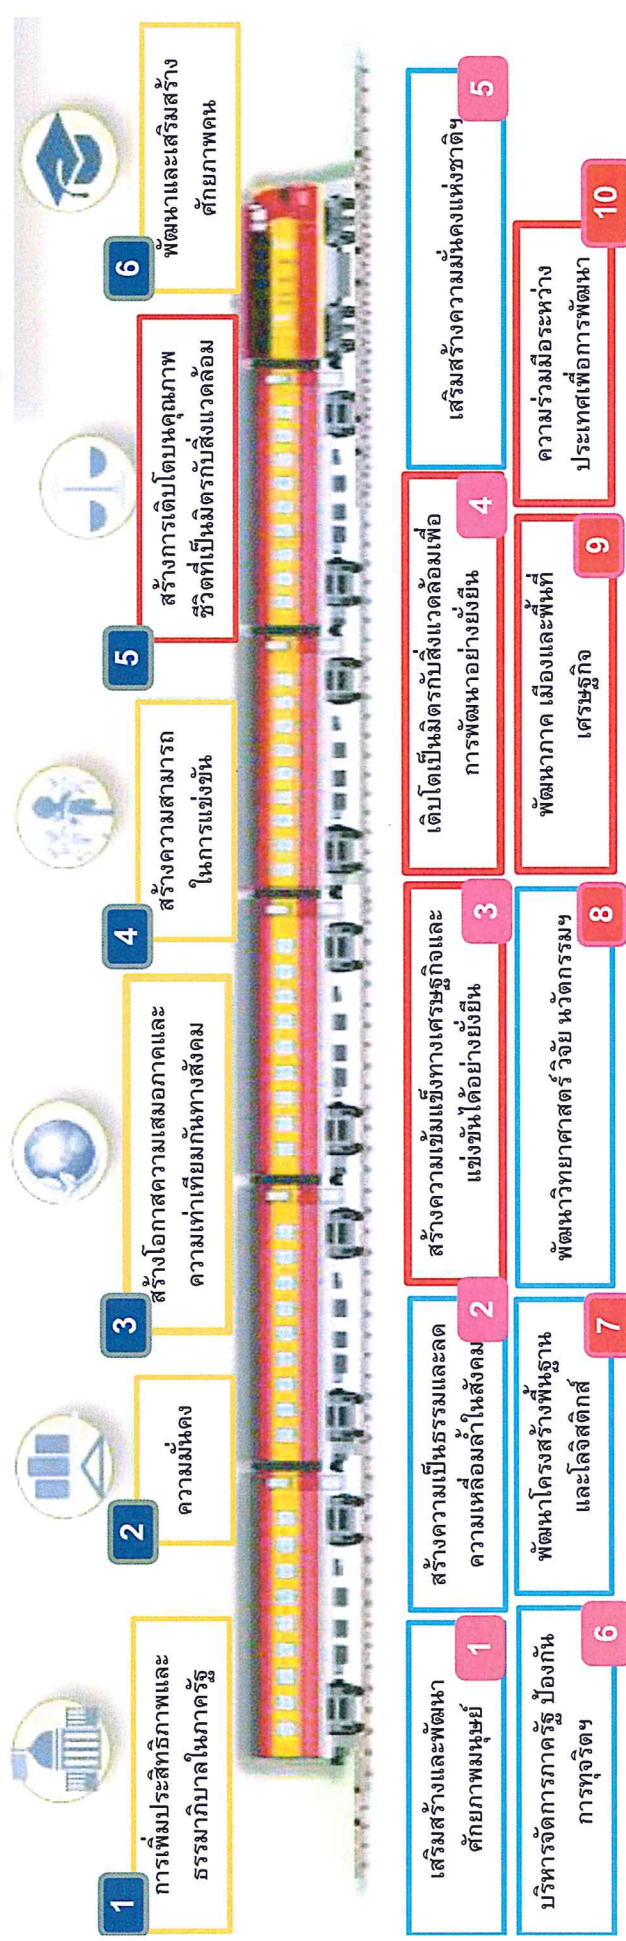 1
การเพิ่มประสิทธิภาพและ
ธรรมาภิบาลในภาครัฐ
2
ความมั่นคง
3
สร้างโอกาสความเสมอภาคและ
ความเท่าเทียมกันทางสังคม
4
สร้างความสามารถ
ในการแข่งขัน
5
สร้างการเติบโตบนคุณภาพ
ชีวิตที่เป็นมิตรกับสิ่งแวดล้อม
6
พัฒนาและเสริมสร้าง
ศักยภาพคน
เสริมสร้างและพัฒนา
ศักยภาพมนุษย์
1
สร้างความเป็นธรรมและลด
ความเหลื่อมล้ำในสังคม
2
สร้างความเข้มแข็งทางเศรษฐกิจและ
แข่งขันได้อย่างยั่งยืน
3
เติบโตเป็นมิตรกับสิ่งแวดล้อมเพื่อ
การพัฒนาอย่างยั่งยืน
4
เสริมสร้างความมั่นคงแห่งชาติฯ
5
บริหารจัดการภาครัฐ ป้องกัน
การทุจริตฯ
6
พัฒนาโครงสร้างพื้นฐาน
และโลจิสติกส์
7
พัฒนาวิทยาศาสตร์ วิจัย นวัตกรรมฯ
8
พัฒนาภาค เมืองและพื้นที่
เศรษฐกิจ
9
ความร่วมมือระหว่าง
ประเทศเพื่อการพัฒนา
10